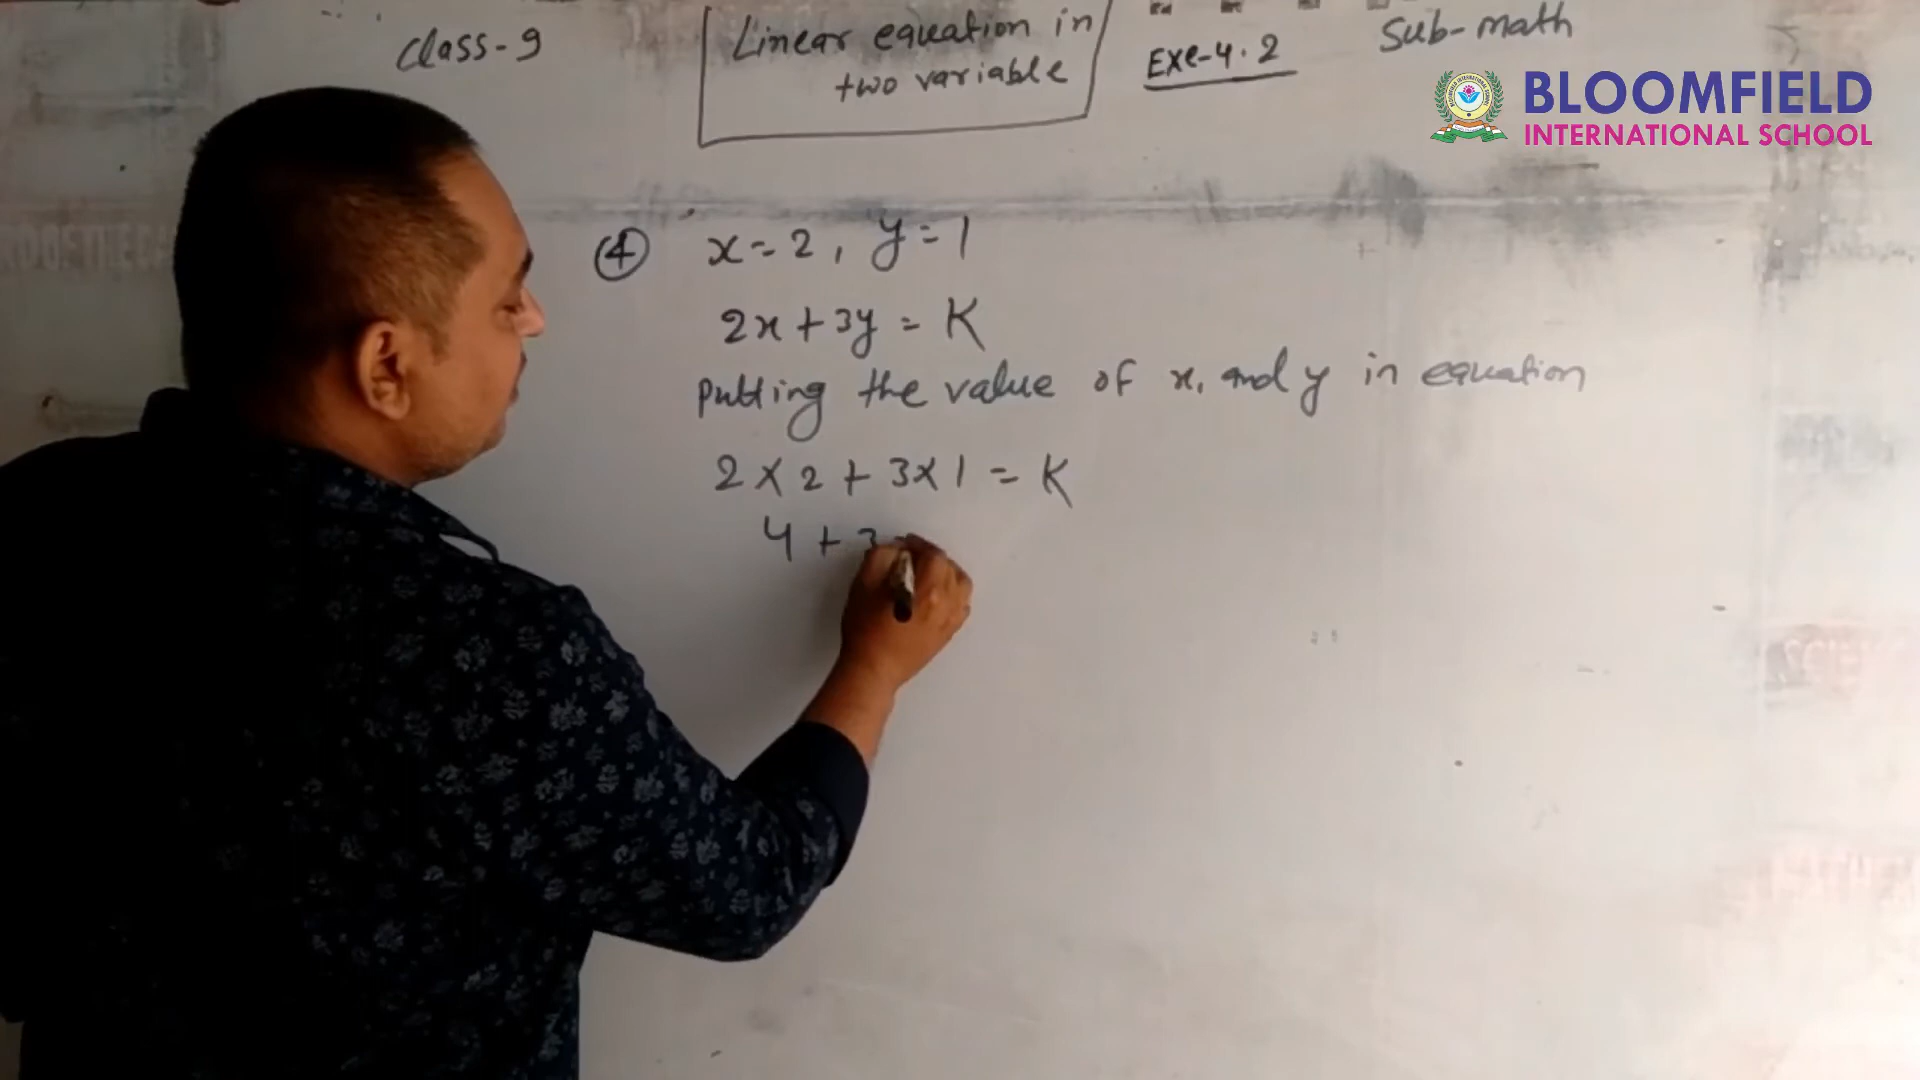 Class-9
Linear equation in
two variable
Exe-4.2
Sub-math
BLOOMFIELD
INTERNATIONAL SCHOOL
④ x=2, y=1
2x+3y=K
Putting the value of x, and y in equation
2×2+3×1=K
4+3